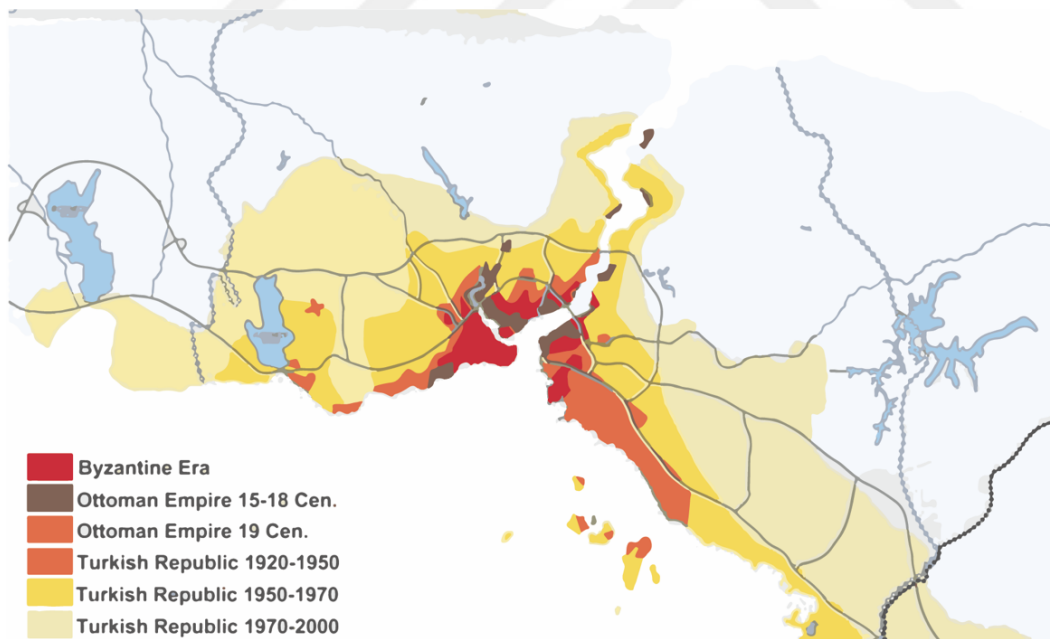 Byzantine Era
Ottoman Empire 15-18 Cen.
Ottoman Empire 19 Cen.
Turkish Republic 1920-1950
Turkish Republic 1950-1970
Turkish Republic 1970-2000